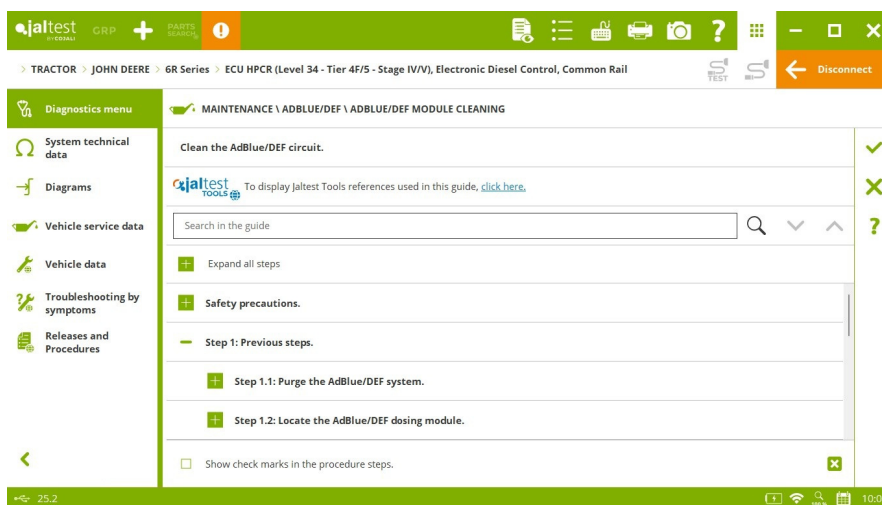 jaltest GRP PARTS SEARCH
BY COJALI
TRACTOR > JOHN DEERE > 6R Series > ECU HPCR (Level 34 - Tier 4F/5 - Stage IV/V), Electronic Diesel Control, Common Rail
TEST
Disconnect
Diagnostics menu
System technical
data
Diagrams
Vehicle service data
Vehicle data
Troubleshooting by
symptoms
Releases and
Procedures
MAINTENANCE \ ADBLUE/DEF \ ADBLUE/DEF MODULE CLEANING
Clean the AdBlue/DEF circuit.
jaltest TOOLS To display Jaltest Tools references used in this guide, click here.
Search in the guide
Expand all steps
Safety precautions.
Step 1: Previous steps.
Step 1.1: Purge the AdBlue/DEF system.
Step 1.2: Locate the AdBlue/DEF dosing module.
Show check marks in the procedure steps.
25.2
100 %